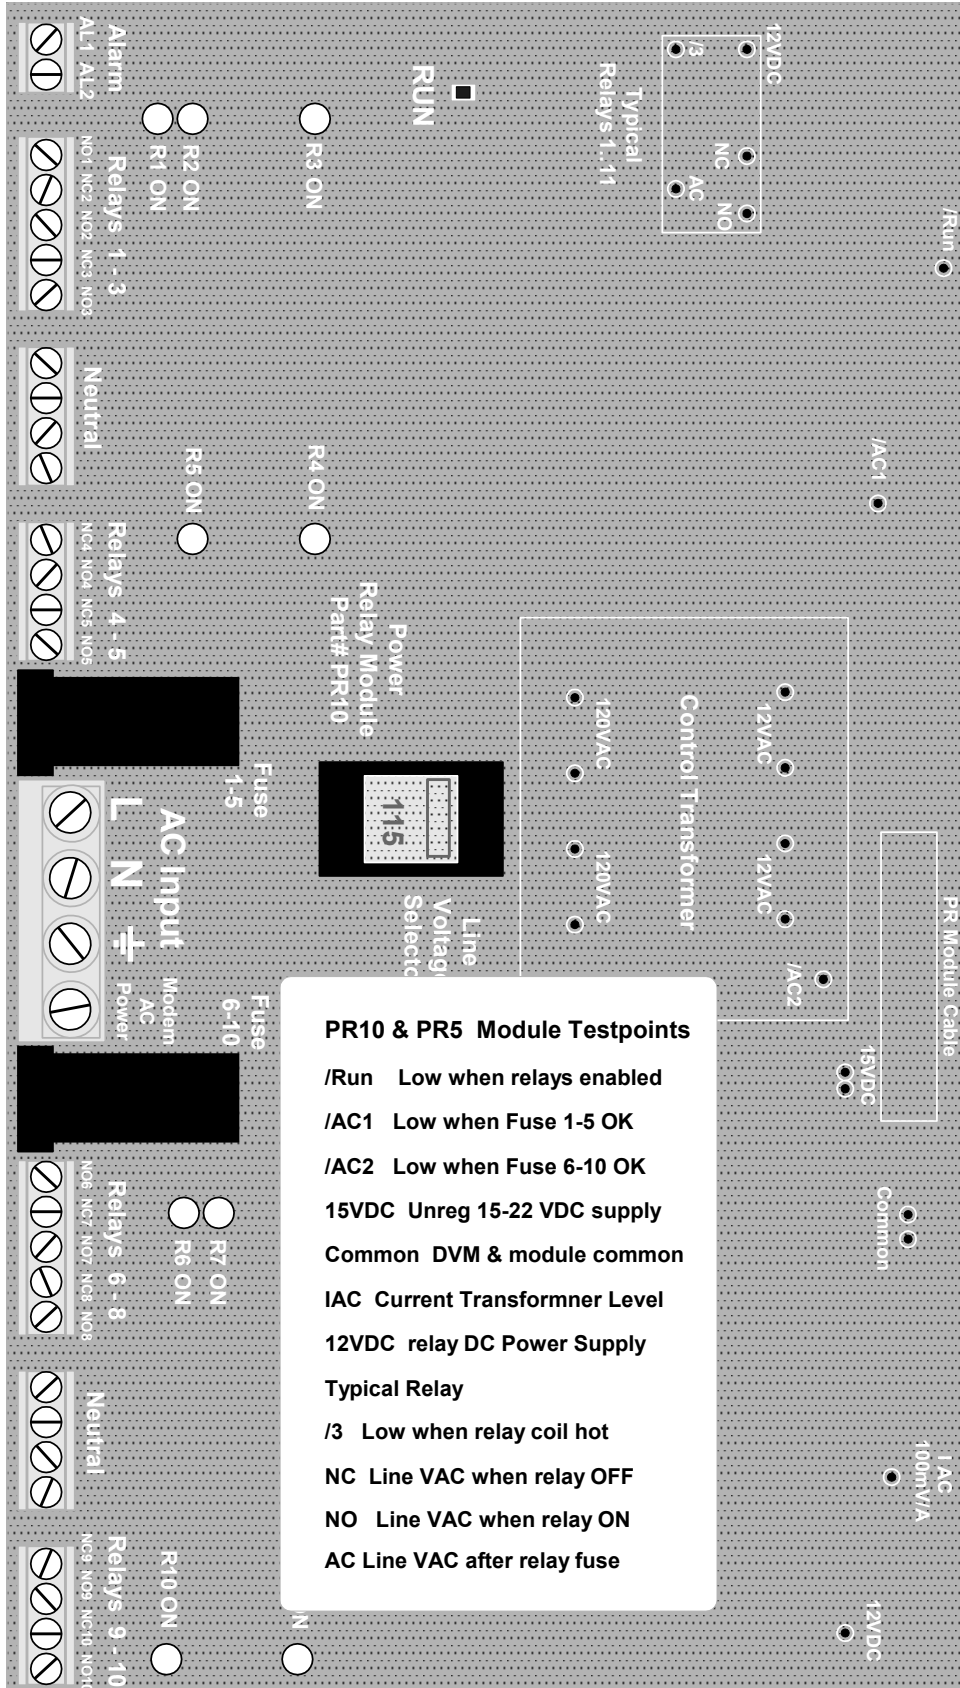 Alarm
AL1 AL2
R1 ON
R2 ON
R3 ON
RUN
Typical
Relays 1..11
12VDC
/3
NC
AC
NO
/Run
Relays 1 - 3
NO1 NC2 NO2 NC3 NO3
Neutral
R5 ON
R4 ON
/AC1
Relays 4 - 5
NC4 NO4 NC5 NO5
Power
Relay Module
Part# PR10
Control Transformer
120VAC
12VAC
120VAC
12VAC
/AC2
PR Module Cable
Fuse
1-5
115
Line
Voltag
Selecto
AC Input
L
N
Modem
AC
Power
Fuse
6-10
15VDC
Common
Relays 6 - 8
NO6 NC7 NO7 NC8 NO8
R6 ON
R7 ON
Neutral
I AC
100mV/A
Relays 9 - 10
NC9 NO9 NC10 NO10
R10 ON
N
12VDC
PR10 & PR5 Module Testpoints
/Run Low when relays enabled
/AC1 Low when Fuse 1-5 OK
/AC2 Low when Fuse 6-10 OK
15VDC Unreg 15-22 VDC supply
Common DVM & module common
IAC Current Transformner Level
12VDC relay DC Power Supply
Typical Relay
/3 Low when relay coil hot
NC Line VAC when relay OFF
NO Line VAC when relay ON
AC Line VAC after relay fuse